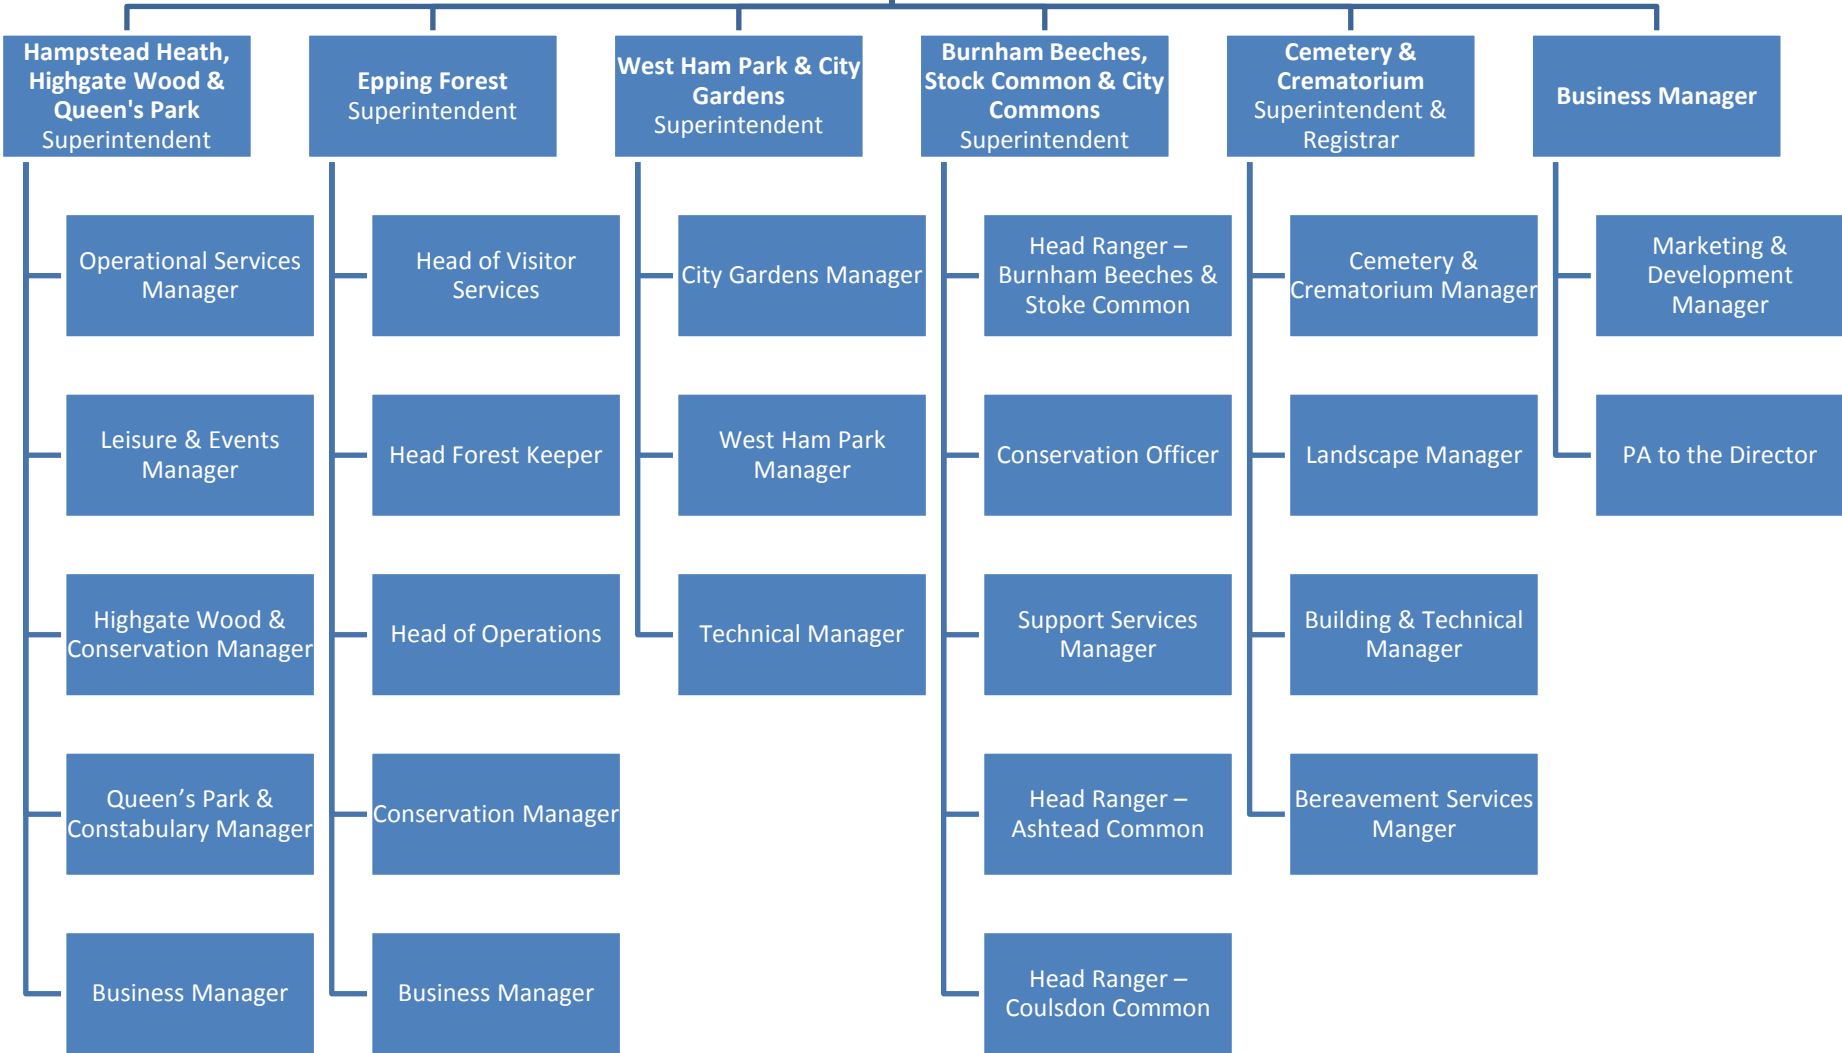 Hampstead Heath,
Highgate Wood &
Queen's Park
Superintendent
Operational Services
Manager
Leisure & Events
Manager
Highgate Wood &
Conservation Manager
Queen’s Park &
Constabulary Manager
Business Manager
Epping Forest
Superintendent
Head of Visitor
Services
Head Forest Keeper
Head of Operations
Conservation Manager
Business Manager
West Ham Park & City
Gardens
Superintendent
City Gardens Manager
West Ham Park
Manager
Technical Manager
Burnham Beeches,
Stock Common & City
Commons
Superintendent
Head Ranger –
Burnham Beeches &
Stoke Common
Conservation Officer
Support Services
Manager
Head Ranger –
Ashtead Common
Head Ranger –
Coulsdon Common
Cemetery &
Crematorium
Superintendent &
Registrar
Cemetery &
Crematorium Manager
Landscape Manager
Building & Technical
Manager
Bereavement Services
Manger
Business Manager
Marketing &
Development
Manager
PA to the Director